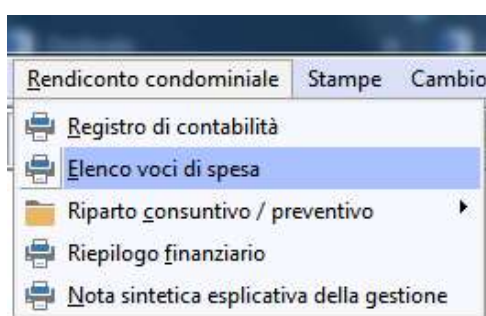 Rendiconto condominiale Stampe Cambio
Registro di contabilità
Elenco voci di spesa
Riparto consuntivo / preventivo
Riepilogo finanziario
Nota sintetica esplicativa della gestione